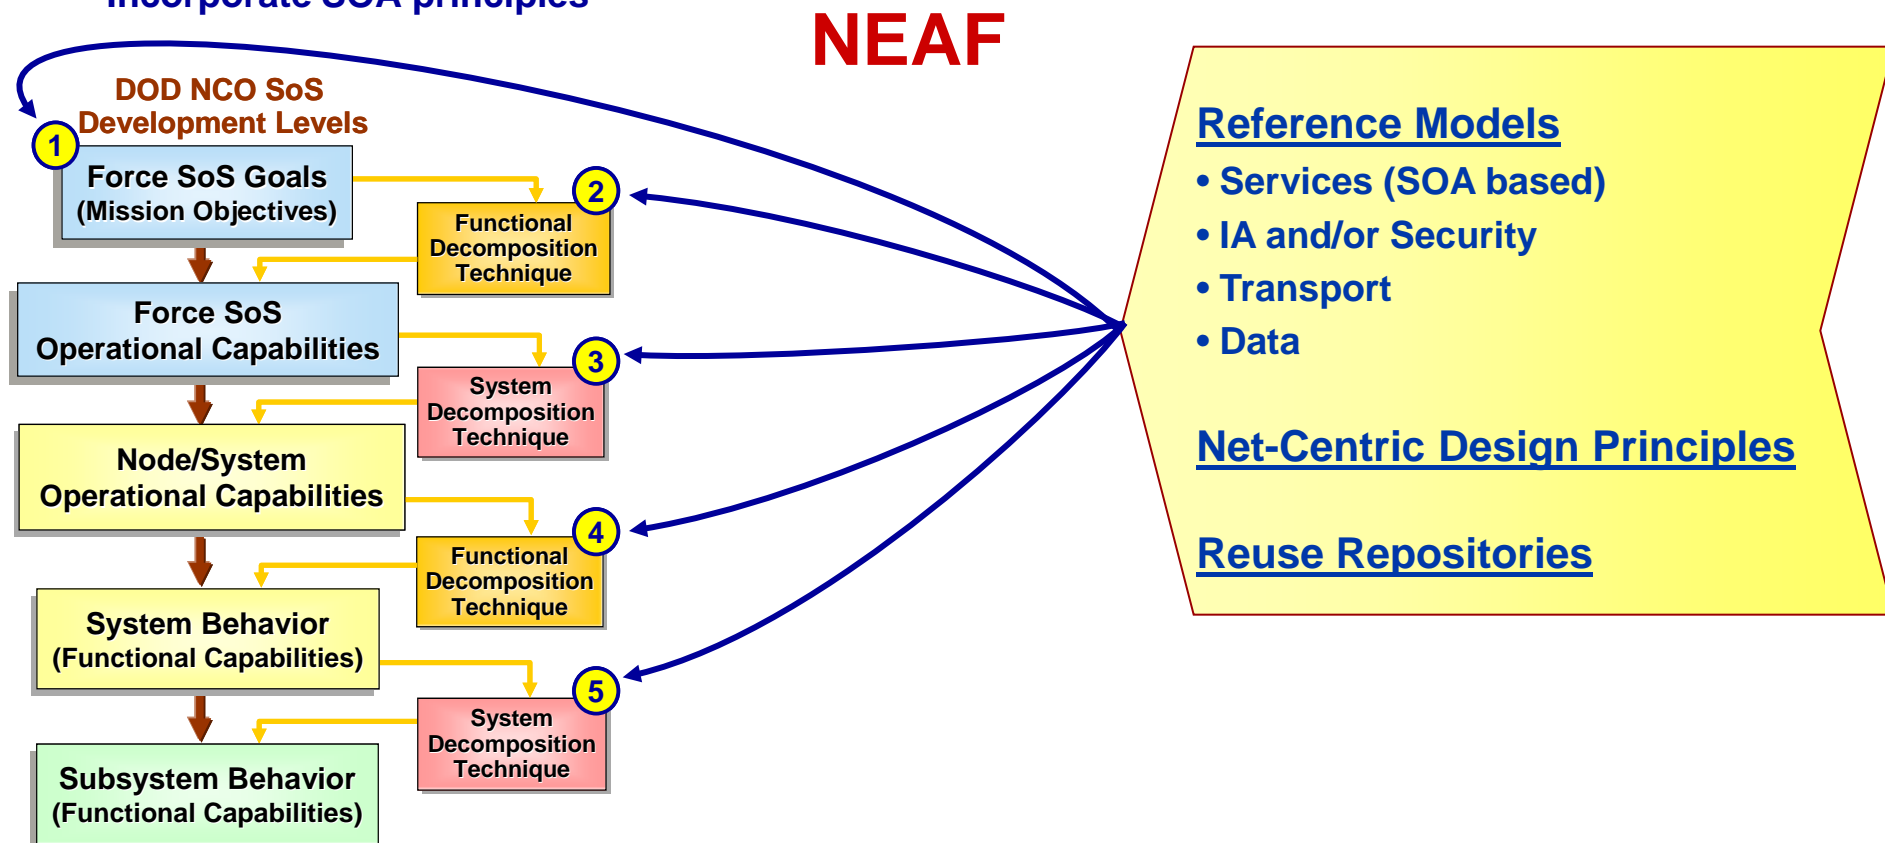 Incorporate SOA principles
NEAF
DOD NCO SoS
Development Levels
1
Force SoS Goals
(Mission Objectives)
2
Functional
Decomposition
Technique
Force SoS
Operational Capabilities
3
System
Decomposition
Technique
Node/System
Operational Capabilities
4
Functional
Decomposition
Technique
System Behavior
(Functional Capabilities)
5
System
Decomposition
Technique
Subsystem Behavior
(Functional Capabilities)
Reference Models
• Services (SOA based)
• IA and/or Security
• Transport
• Data
Net-Centric Design Principles
Reuse Repositories